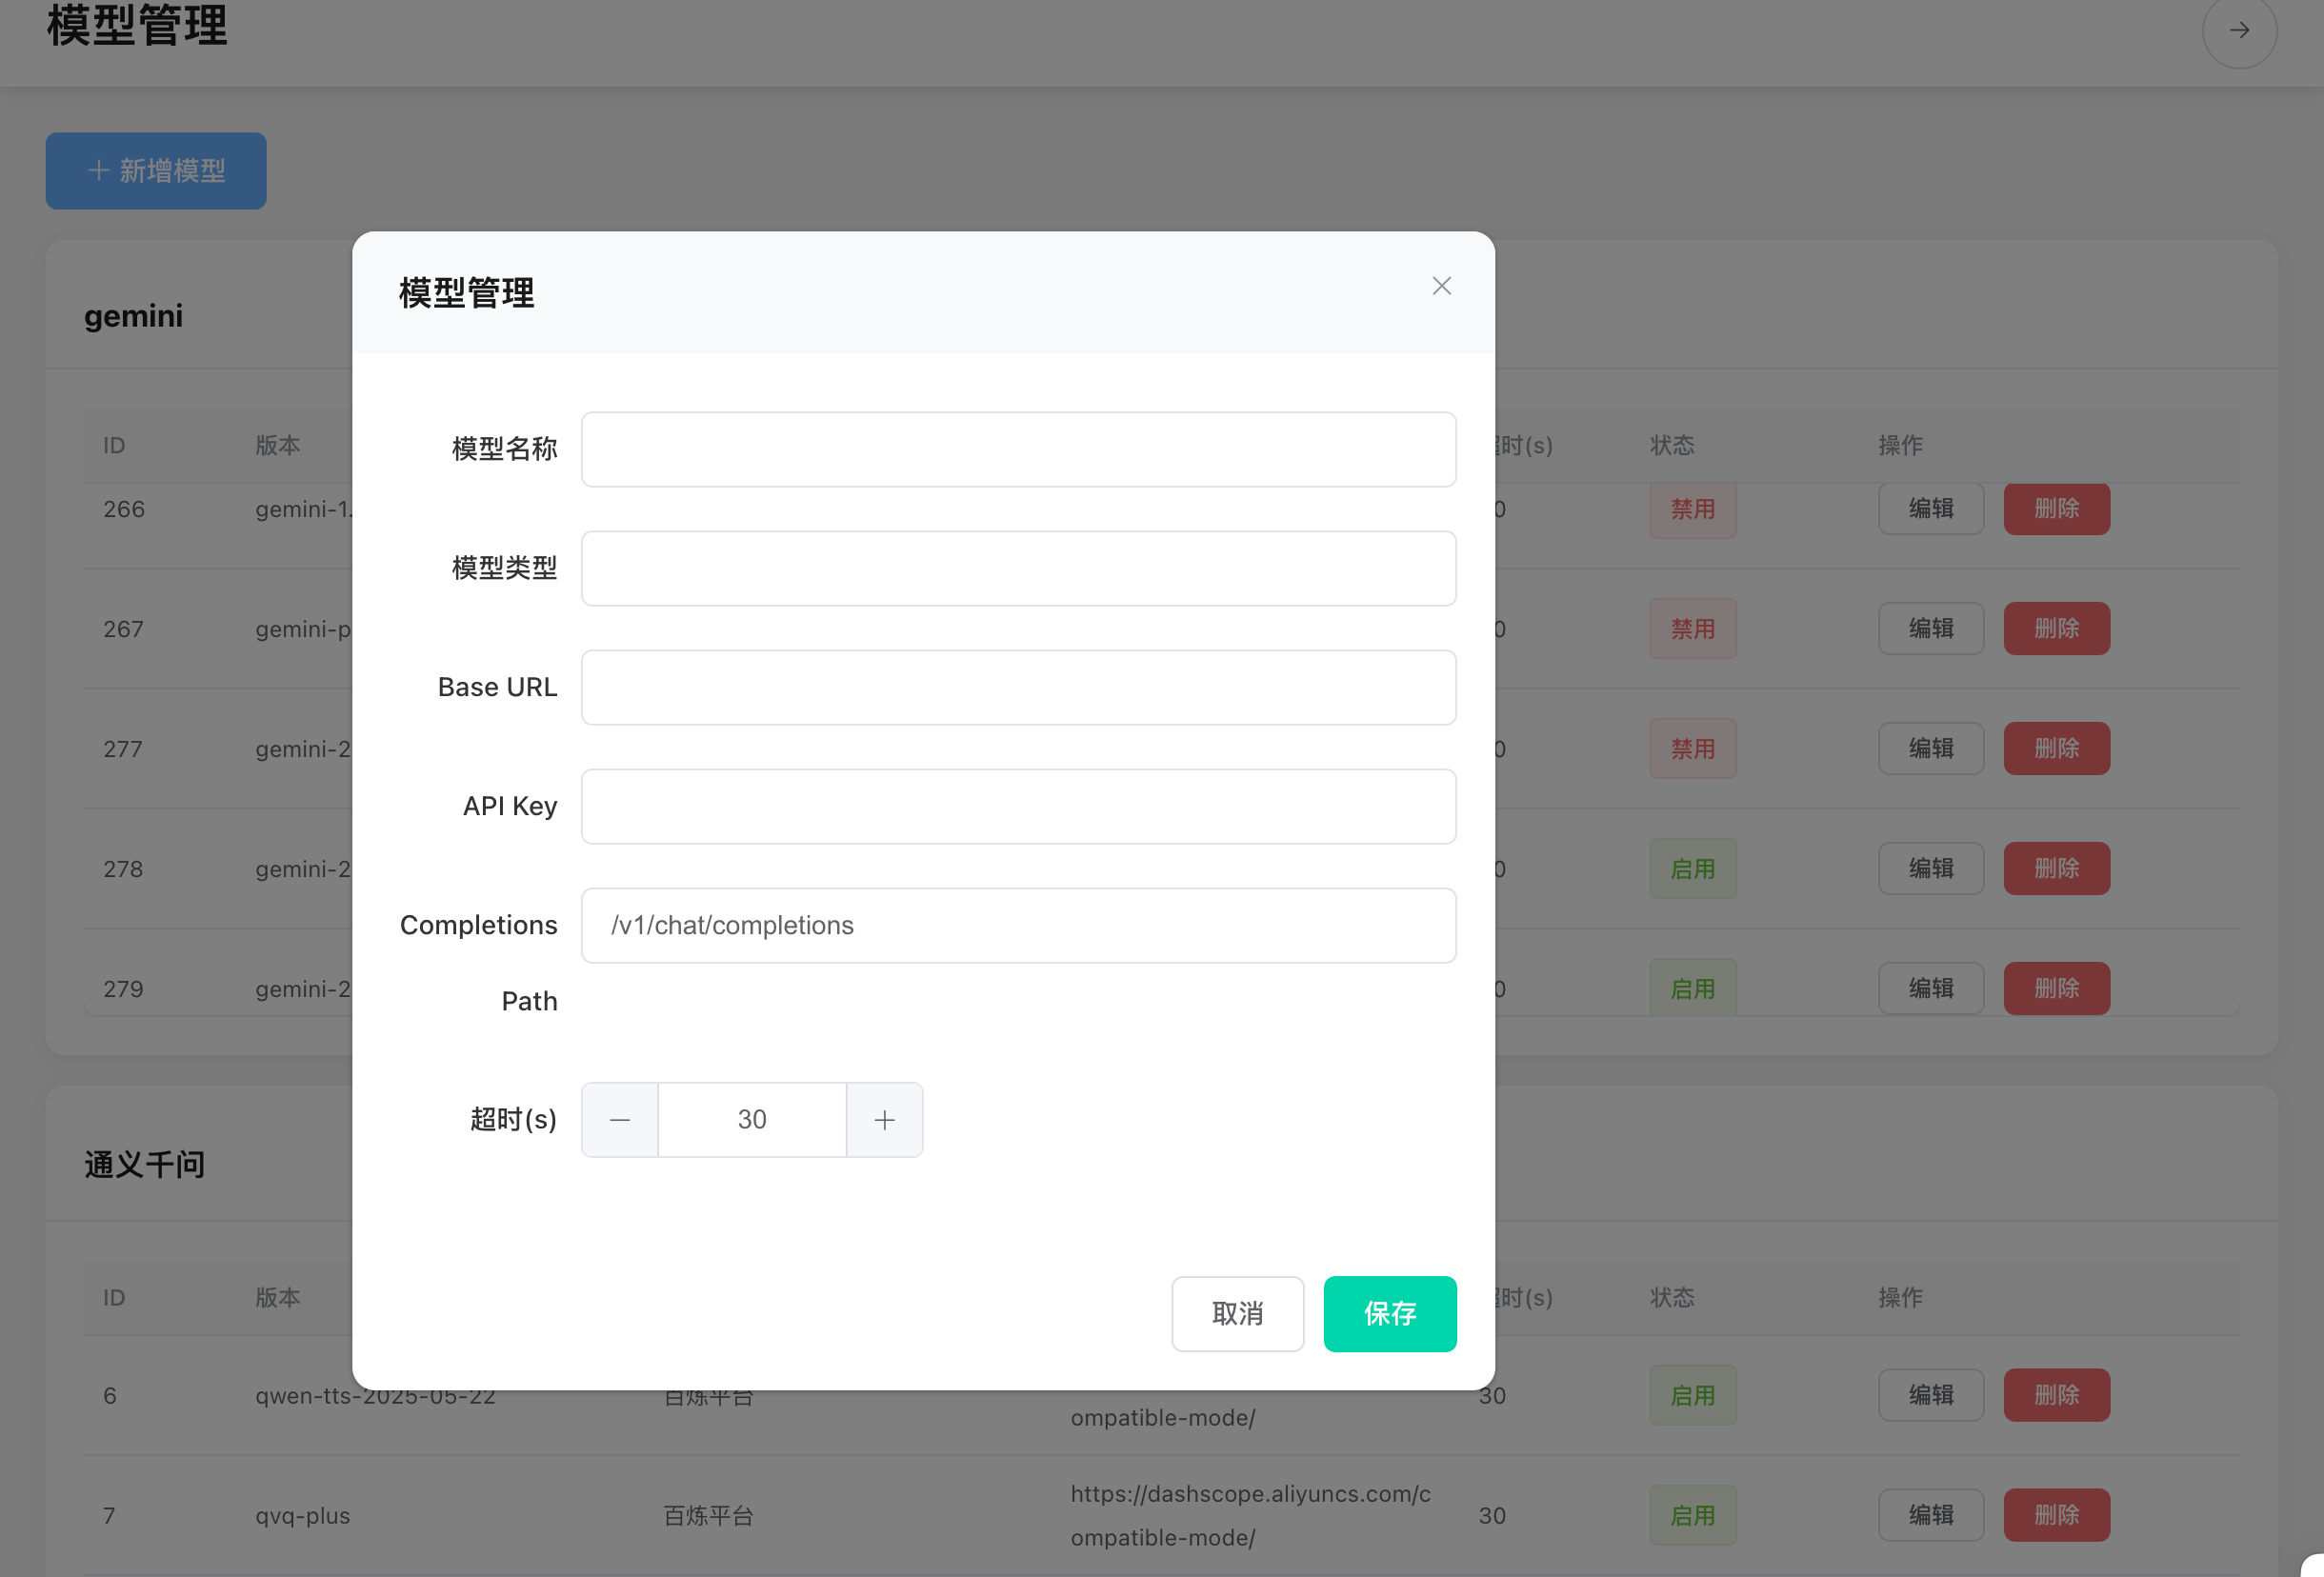 模型管理
新增模型
gemini
模型管理
模型名称
模型类型
Base URL
API Key
Completions Path
/v1/chat/completions
超时(s)
30
取消
保存
ID 版本 时(s) 状态 操作
266 gemini-1. 0 禁用 编辑 删除
267 gemini-p 0 禁用 编辑 删除
277 gemini-2 0 禁用 编辑 删除
278 gemini-2 0 启用 编辑 删除
279 gemini-2 0 启用 编辑 删除
通义千问
ID 版本 时(s) 状态 操作
6 qwen-tts-2025-05-22 百炼平台 ompatible-mode/ 30 启用 编辑 删除
7 qvq-plus 百炼平台 https://dashscope.aliyuncs.com/c
ompatible-mode/ 30 启用 编辑 删除